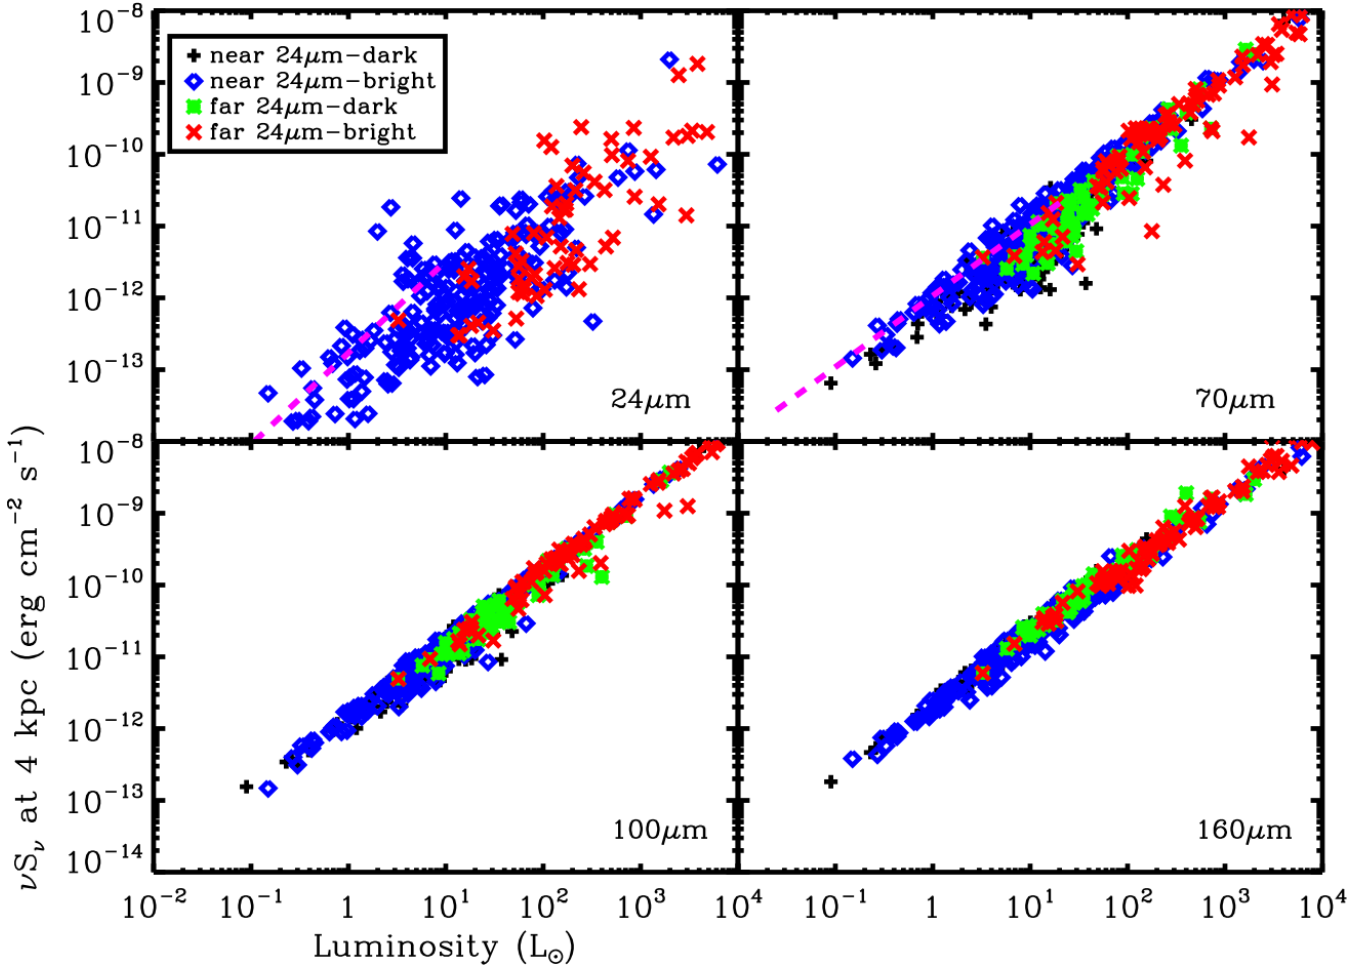 10⁻⁸
near 24μm-dark
near 24μm-bright
far 24μm-dark
far 24μm-bright
10⁻⁹
10⁻¹⁰
10⁻¹¹
10⁻¹²
10⁻¹³
24μm
70μm
10⁻⁸
10⁻⁹
10⁻¹⁰
10⁻¹¹
10⁻¹²
10⁻¹³
10⁻¹⁴
100μm
160μm
νSᵥ at 4 kpc (erg cm⁻² s⁻¹)
10⁻² 10⁻¹ 1 10¹ 10² 10³ 10⁴ 10⁻¹ 1 10¹ 10² 10³ 10⁴
Luminosity (L⊙)